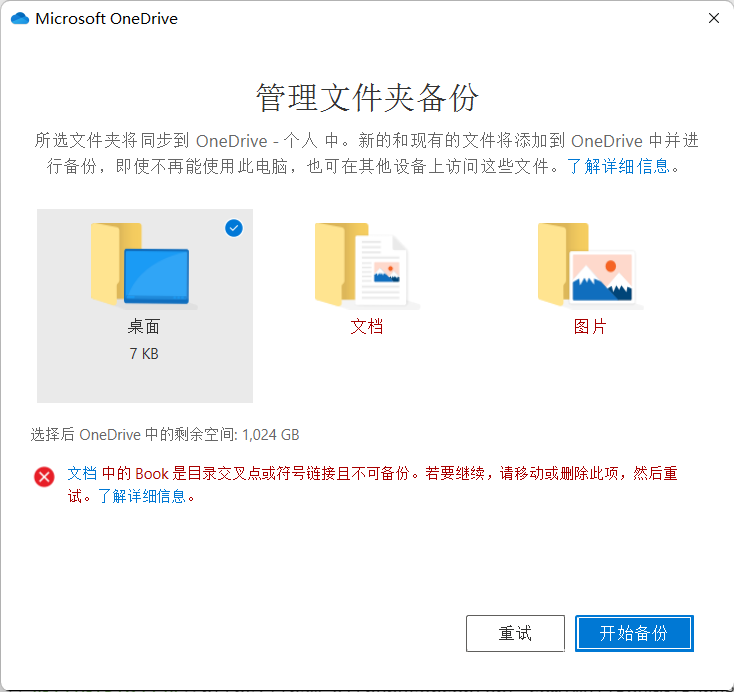 Microsoft OneDrive
管理文件夹备份
所选文件夹将同步到 OneDrive - 个人 中。新的和现有的文件将添加到 OneDrive 中并进
行备份，即使不再能使用此电脑，也可在其他设备上访问这些文件。了解详细信息。
桌面
7 KB
文档
图片
选择后 OneDrive 中的剩余空间: 1,024 GB
文档 中的 Book 是目录交叉点或符号链接且不可备份。若要继续，请移动或删除此项，然后重
试。了解详细信息。
重试
开始备份